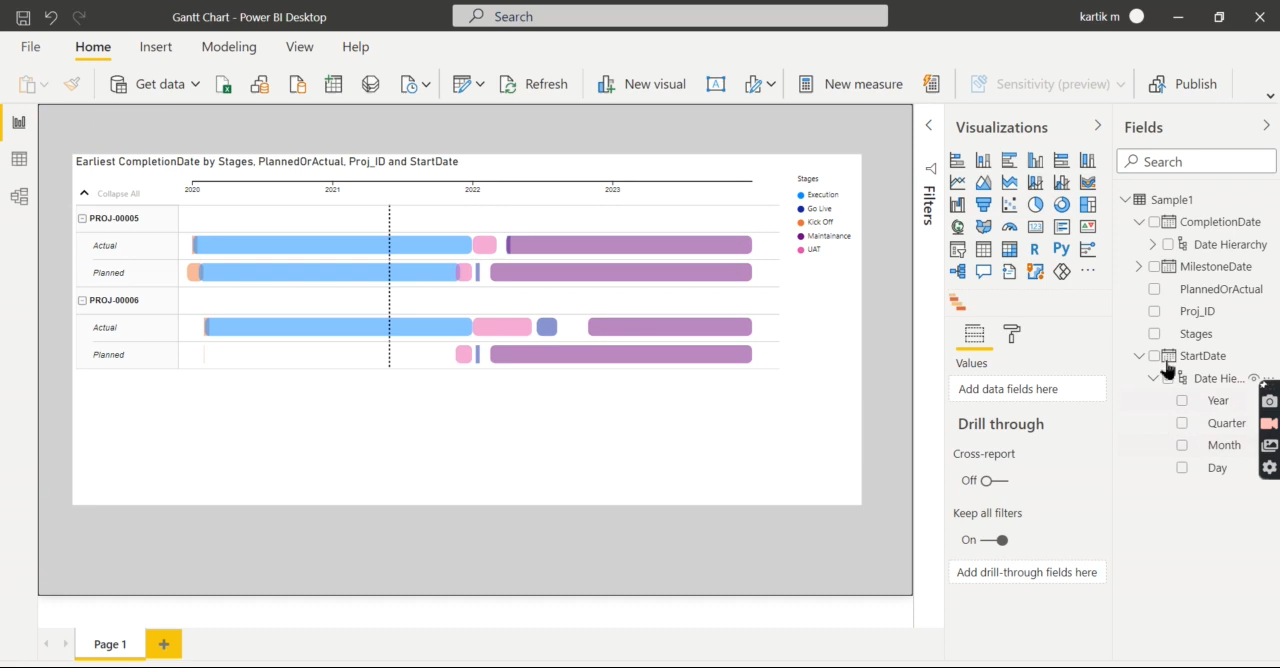 Gantt Chart - Power BI Desktop
Search
kartik m
File
Home
Insert
Modeling
View
Help
Get data
Refresh
New visual
New measure
Sensitivity (preview)
Publish
Earliest CompletionDate by Stages, PlannedOrActual, Proj_ID and StartDate
Collapse All
2020
2021
2022
2023
PROJ-00005
Actual
Planned
PROJ-00006
Actual
Planned
Stages
Execution
Go Live
Kick Off
Maintainance
UAT
Filters
Visualizations
R
Py
Values
Add data fields here
Drill through
Cross-report
Off
Keep all filters
On
Add drill-through fields here
Fields
Search
Sample1
CompletionDate
Date Hierarchy
MilestoneDate
PlannedOrActual
Proj_ID
Stages
StartDate
Date Hie...
Year
Quarter
Month
Day
Page 1